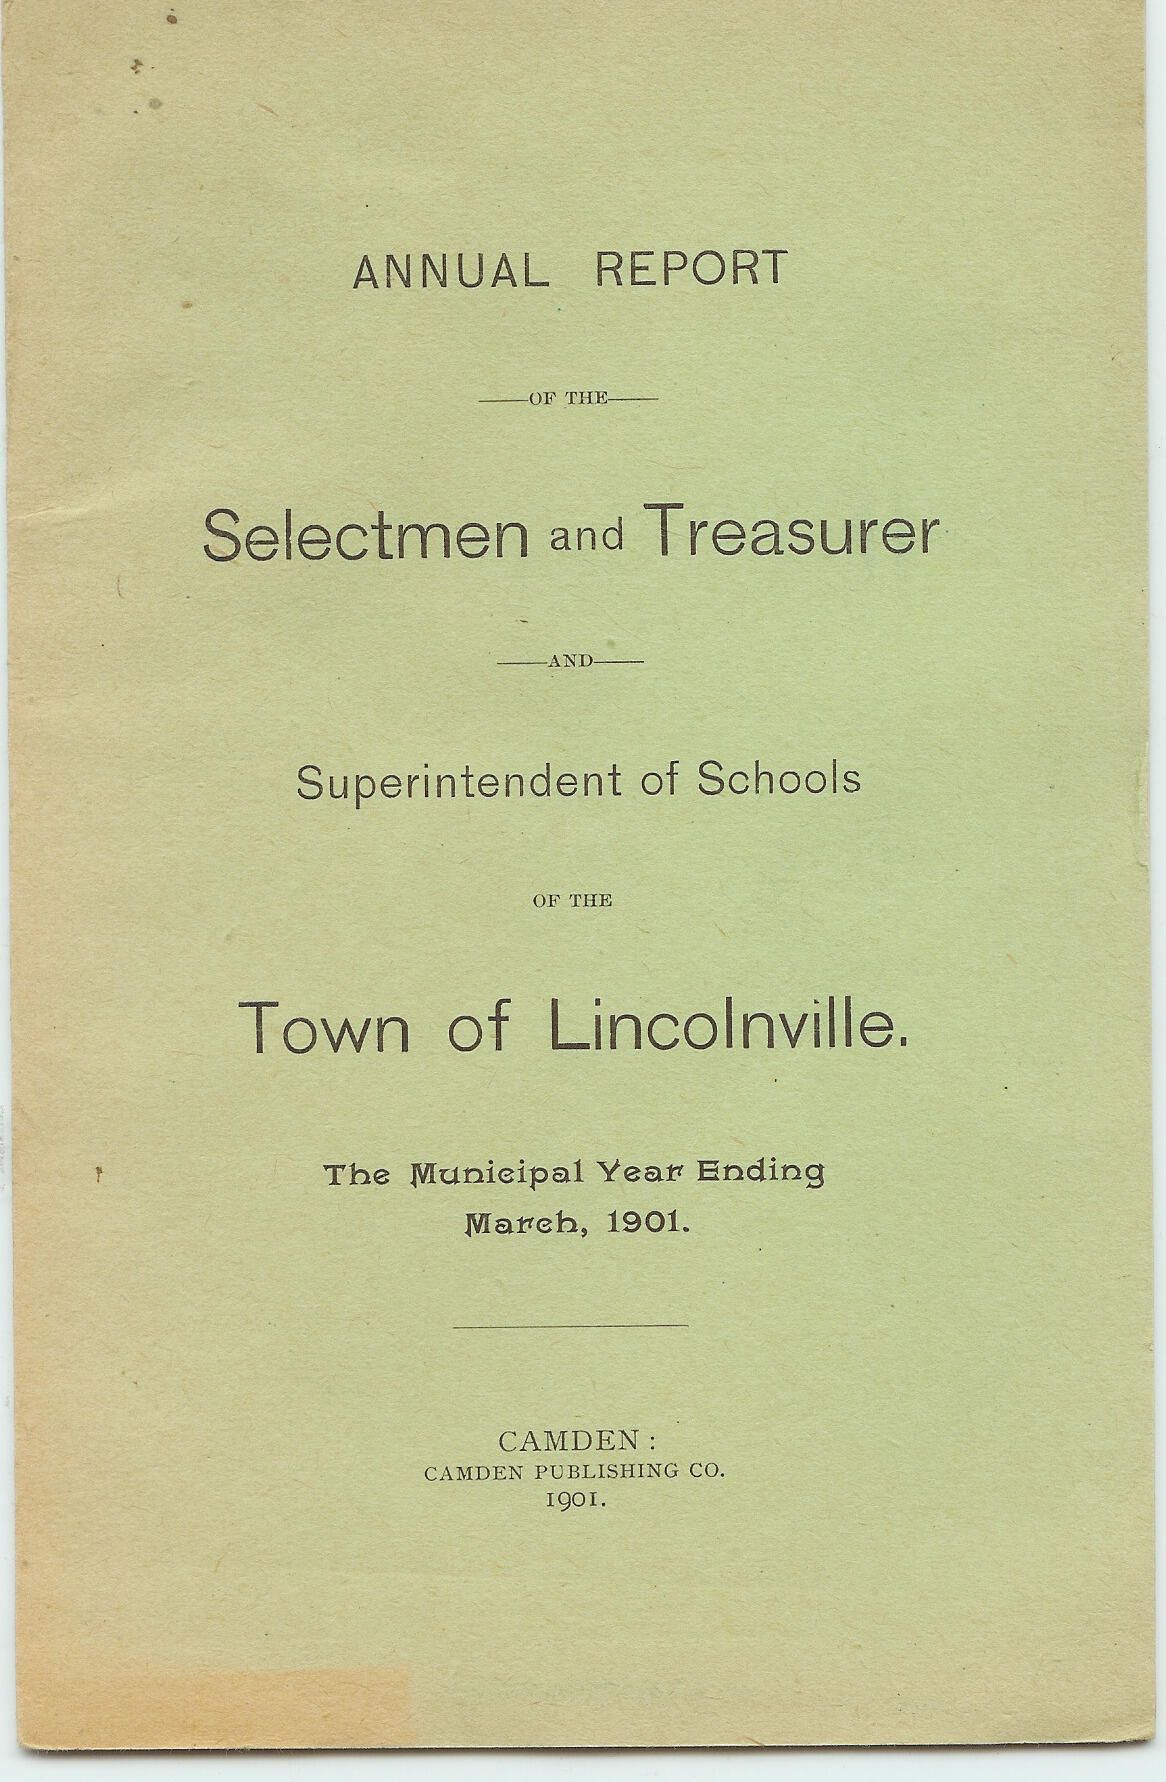 ANNUAL REPORT
OF THE
Selectmen and Treasurer
AND
Superintendent of Schools
OF THE
Town of Lincolnville.
The Municipal Year Ending
March, 1901.
CAMDEN:
CAMDEN PUBLISHING CO.
1901.